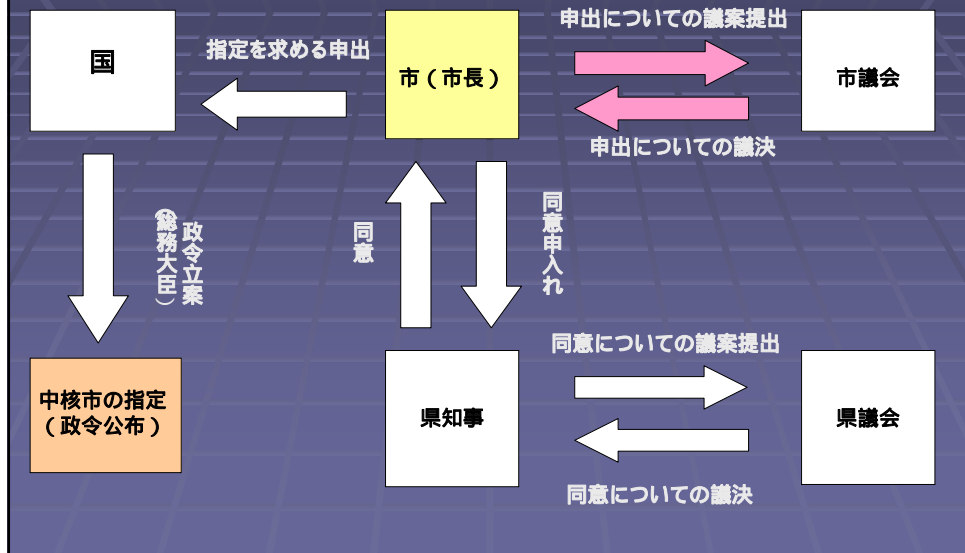 国
指定を求める申出
市（市長）
申出についての議案提出
市議会
申出についての議決
政令立案
（総務大臣）
同意
同意申入れ
中核市の指定
（政令公布）
県知事
同意についての議案提出
県議会
同意についての議決